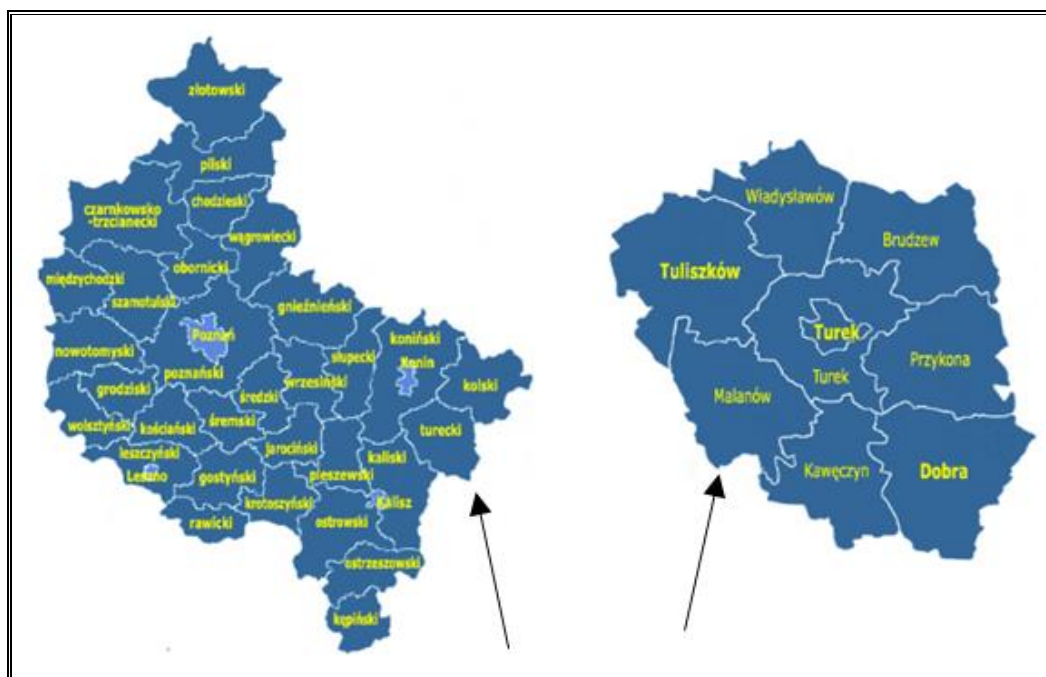 złotowski
pilski
chodzieski
czarnkowsko
-trzcianecki
wągrowiecki
obornicki
międzychodzki
szamotulski
gnieźnieński
Poznań
koniński
nowotomyski
słupecki
Konin
poznański
grodziski
wrzesiński
kolski
średzki
wolsztyński
kościański
śremski
turecki
jarociński
leszczyński
kaliski
Leszno
gostyński
pleszewski
krotoszyński
Kalisz
rawicki
ostrowski
ostrzeszowski
kępiński
Władysławów
Brudzew
Tuliszków
Turek
Przykona
Turek
Malanów
Kawęczyn
Dobra